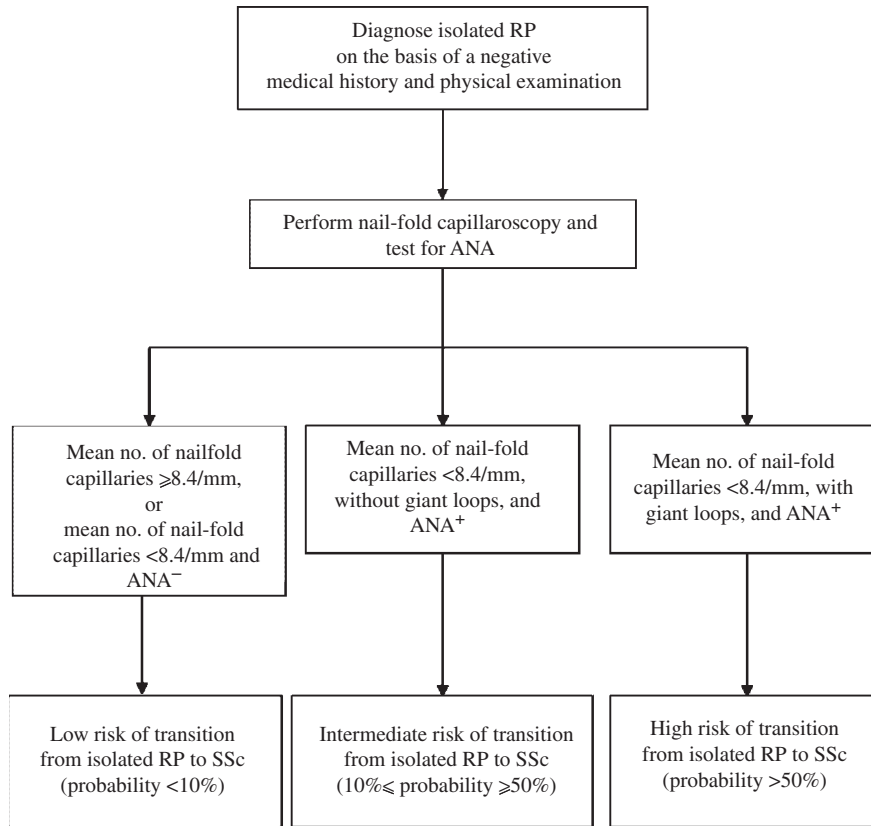 Diagnose isolated RP
on the basis of a negative
medical history and physical examination
Perform nail-fold capillaroscopy and
test for ANA
Mean no. of nailfold
capillaries ⩾8.4/mm,
or
mean no. of nail-fold
capillaries <8.4/mm and
ANA⁻
Mean no. of nail-fold
capillaries <8.4/mm,
without giant loops, and
ANA⁺
Mean no. of nail-fold
capillaries <8.4/mm, with
giant loops, and ANA⁺
Low risk of transition
from isolated RP to SSc
(probability <10%)
Intermediate risk of transition
from isolated RP to SSc
(10%⩽ probability ⩾50%)
High risk of transition
from isolated RP to SSc
(probability >50%)